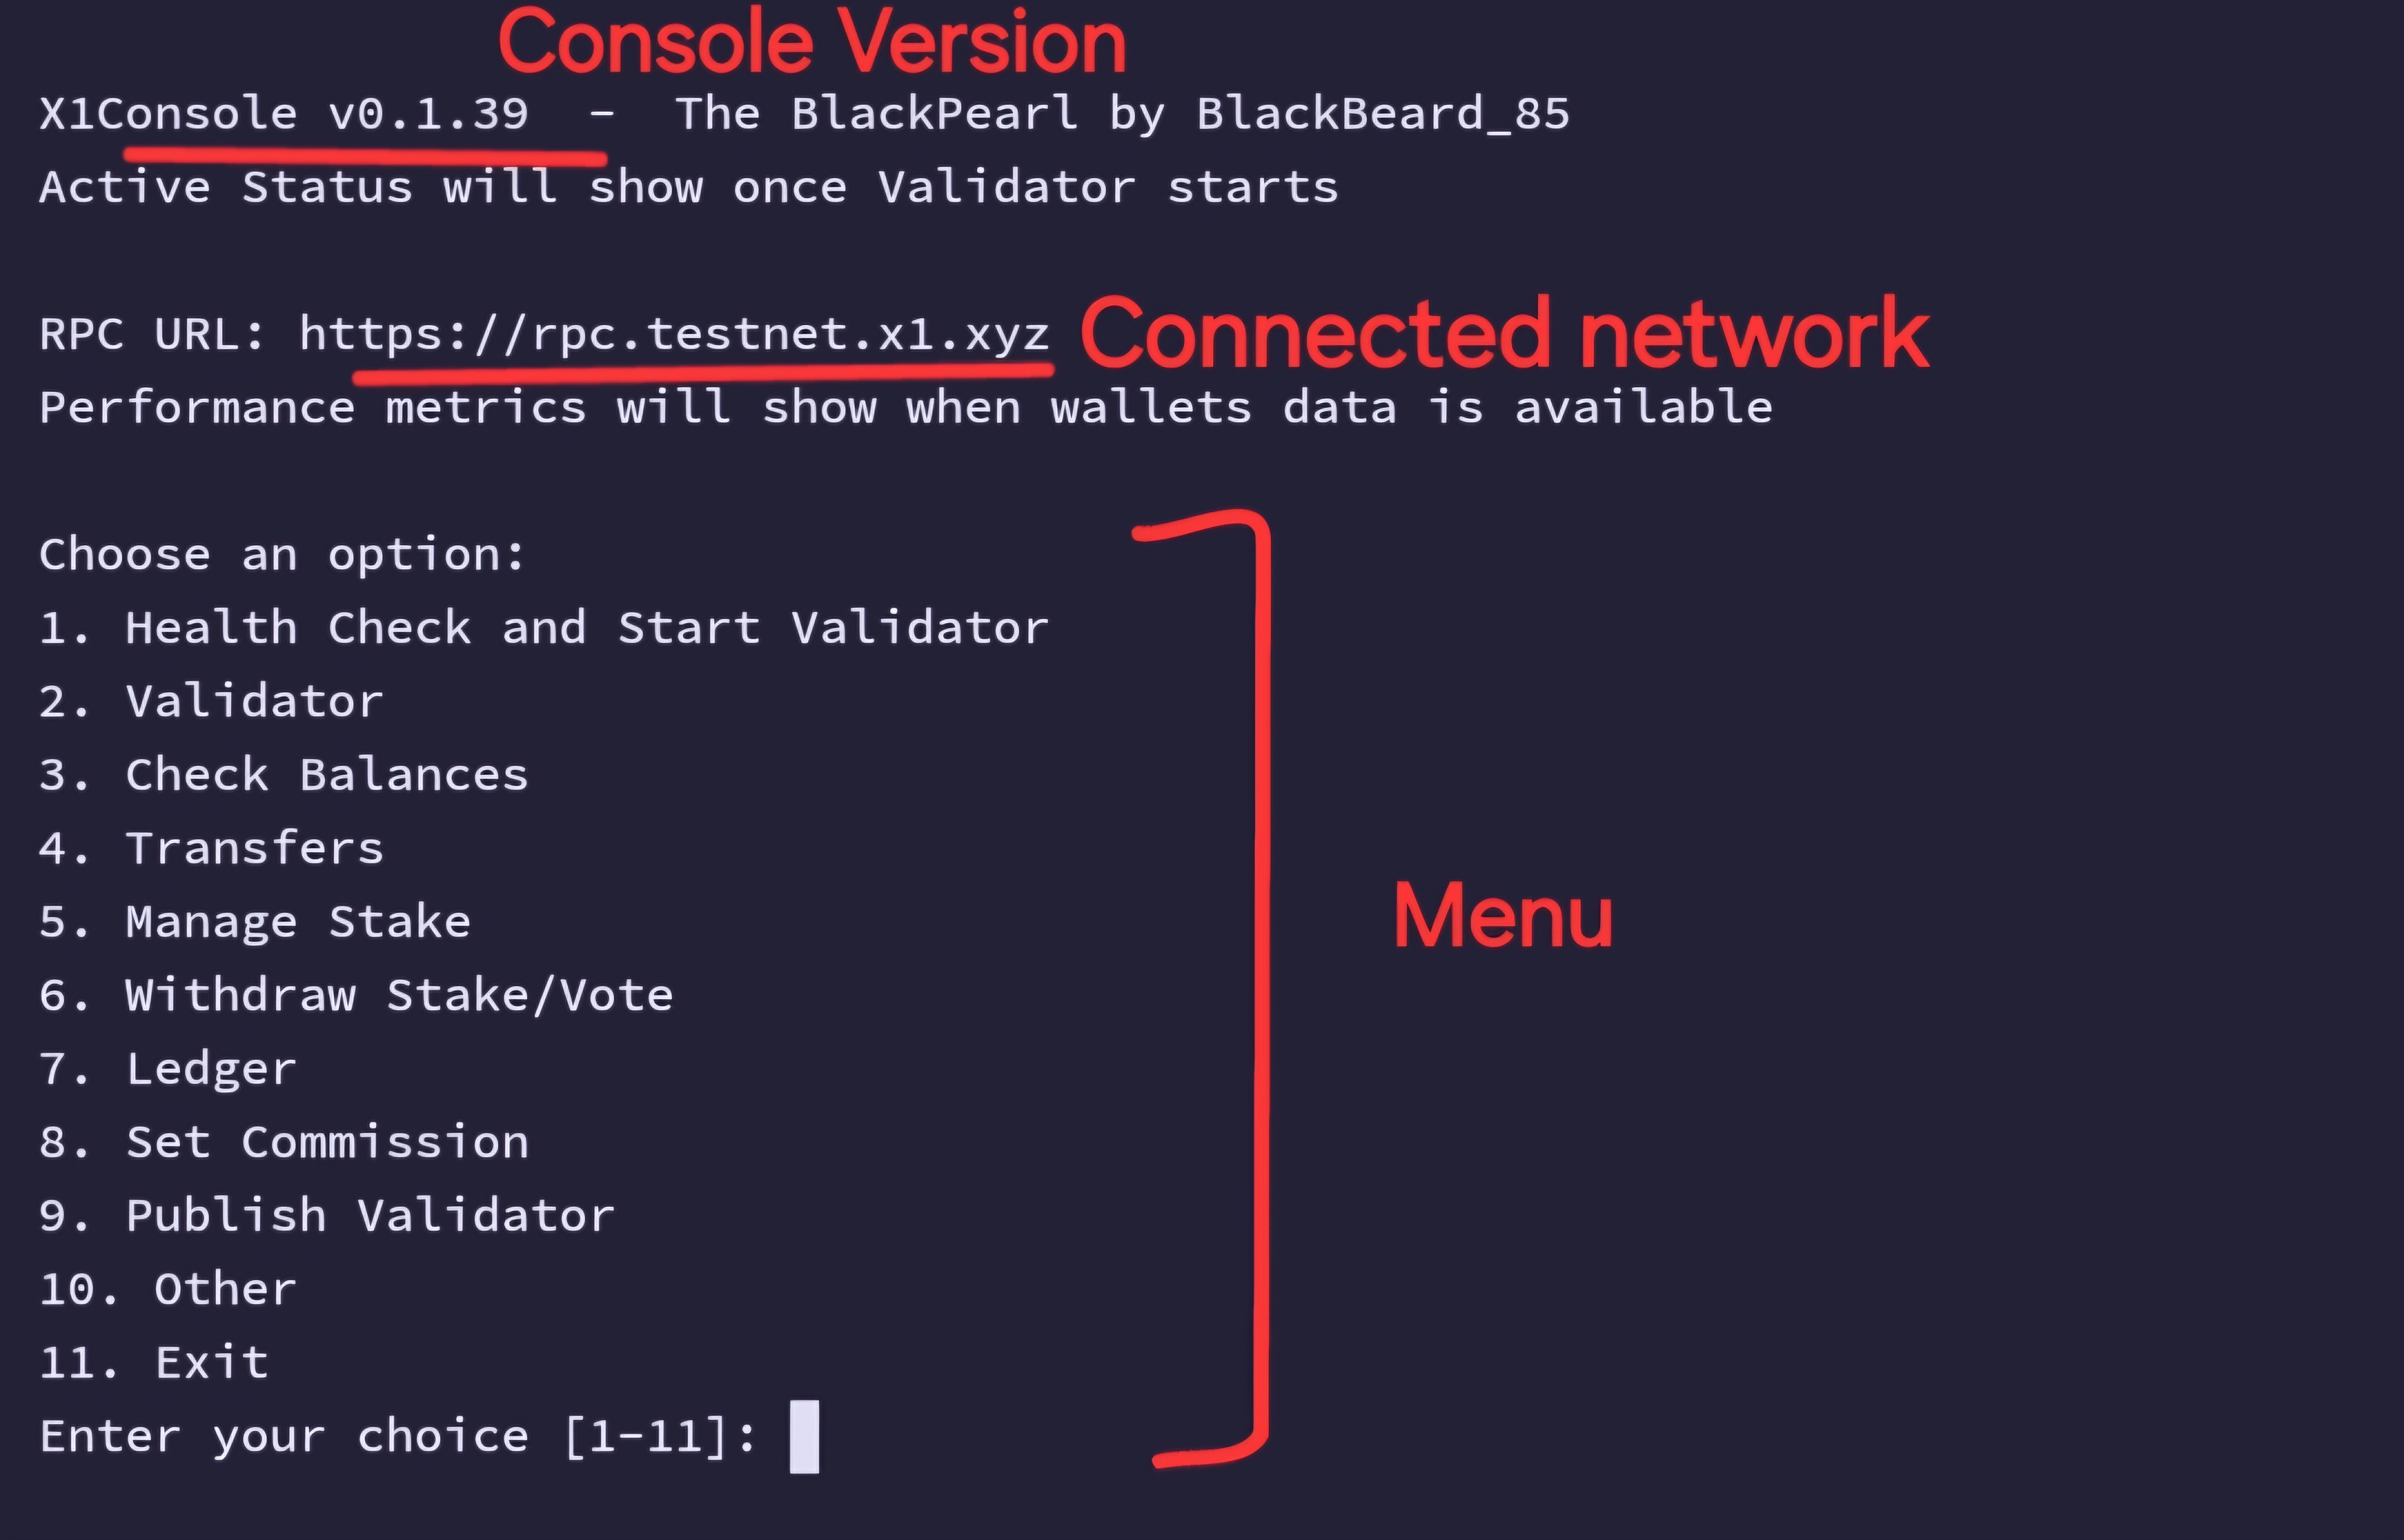 Console Version
X1Console v0.1.39  –  The BlackPearl by BlackBeard_85
Active Status will show once Validator starts
RPC URL: https://rpc.testnet.x1.xyz Connected network
Performance metrics will show when wallets data is available
Choose an option:
1. Health Check and Start Validator
2. Validator
3. Check Balances
4. Transfers
5. Manage Stake
Menu
6. Withdraw Stake/Vote
7. Ledger
8. Set Commission
9. Publish Validator
10. Other
11. Exit
Enter your choice [1-11]: